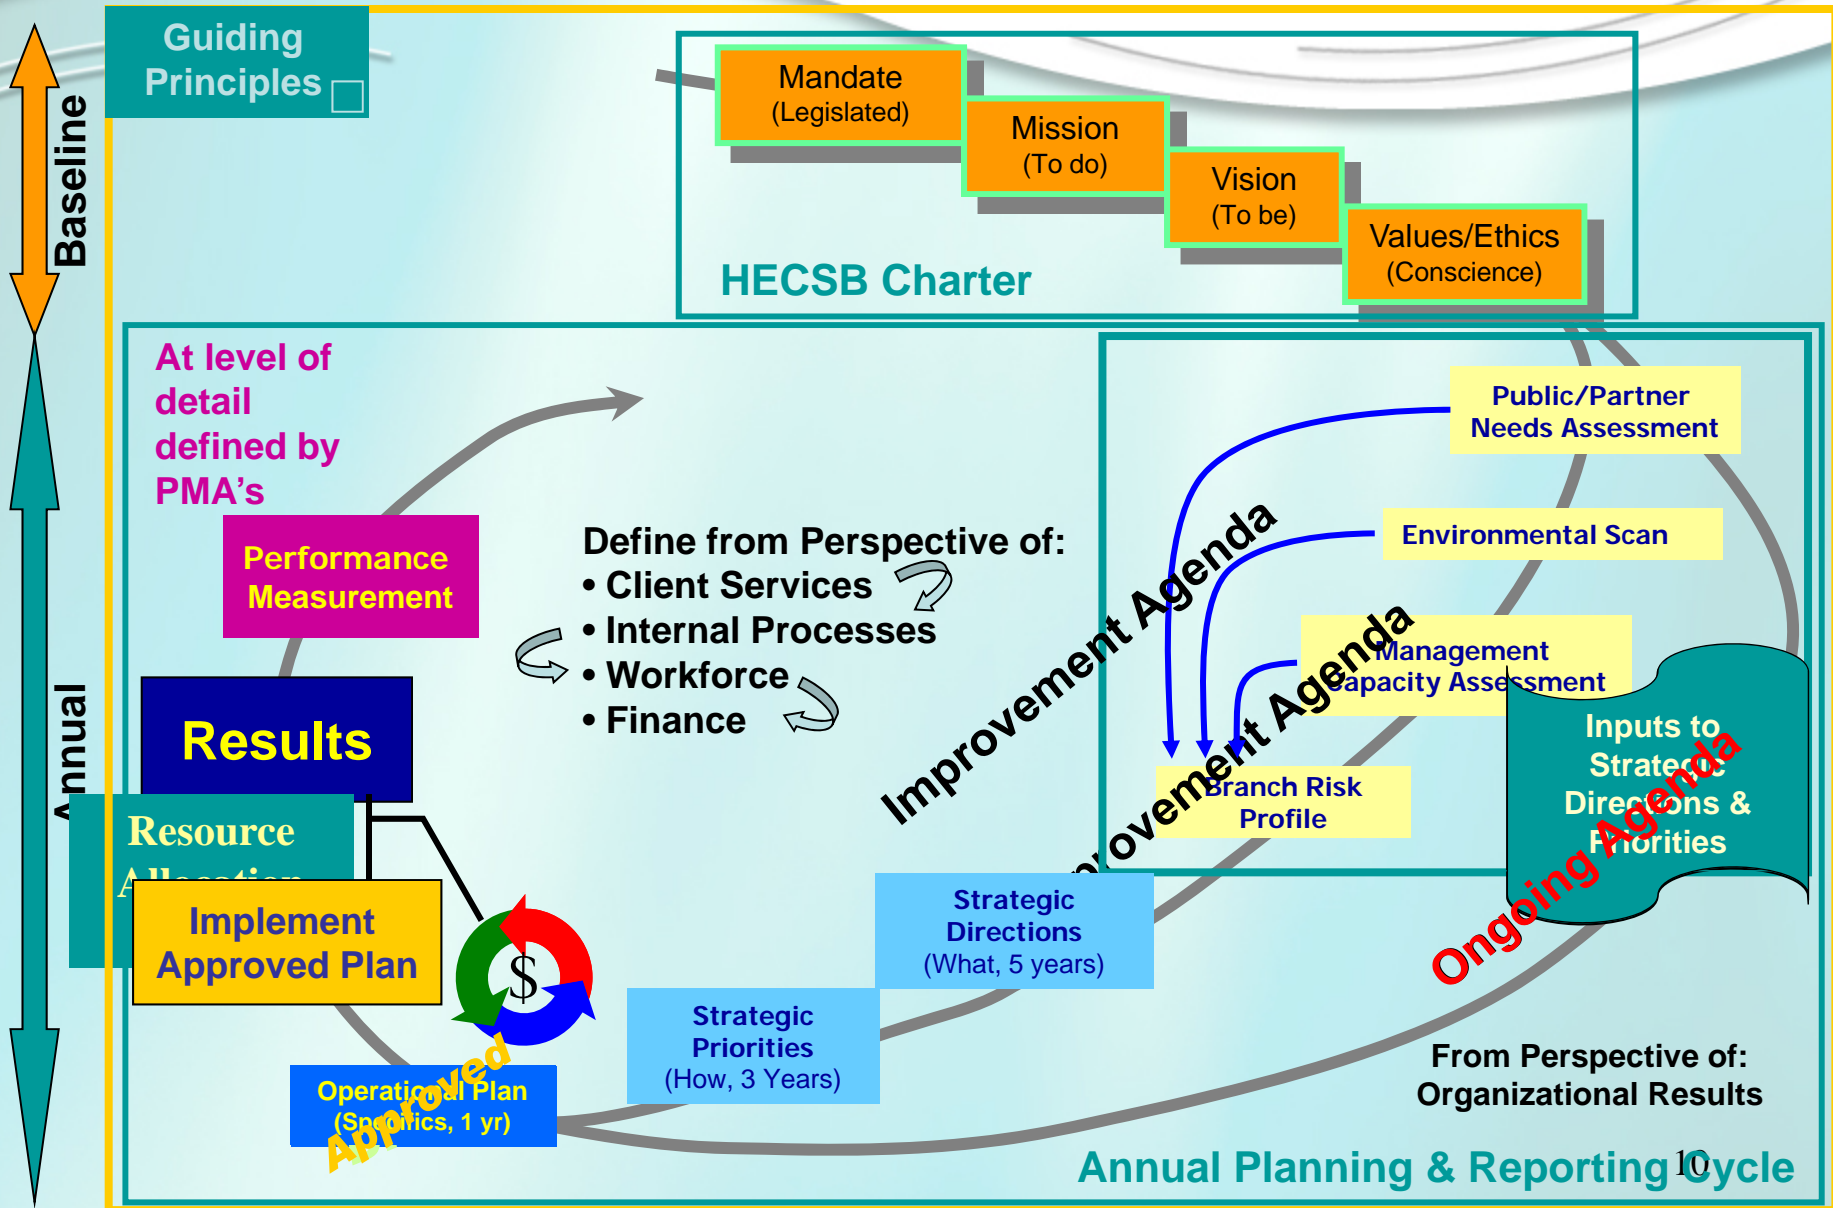 Guiding
Principles
Baseline
Mandate
(Legislated)
Mission
(To do)
Vision
(To be)
Values/Ethics
(Conscience)
HECSB Charter
At level of
detail
defined by
PMA's
Performance
Measurement
Define from Perspective of:
• Client Services
• Internal Processes
• Workforce
• Finance
Public/Partner
Needs Assessment
Environmental Scan
Management
Capacity Assessment
Branch Risk
Profile
Improvement Agenda
Improvement Agenda
Inputs to
Strategic
Directions &
Priorities
Ongoing Agenda
Annual
Results
Resource
Allocation
Implement
Approved Plan
$
Strategic
Directions
(What, 5 years)
Strategic
Priorities
(How, 3 Years)
Operational Plan
(Specifics, 1 yr)
Approved
From Perspective of:
Organizational Results
Annual Planning & Reporting Cycle
10